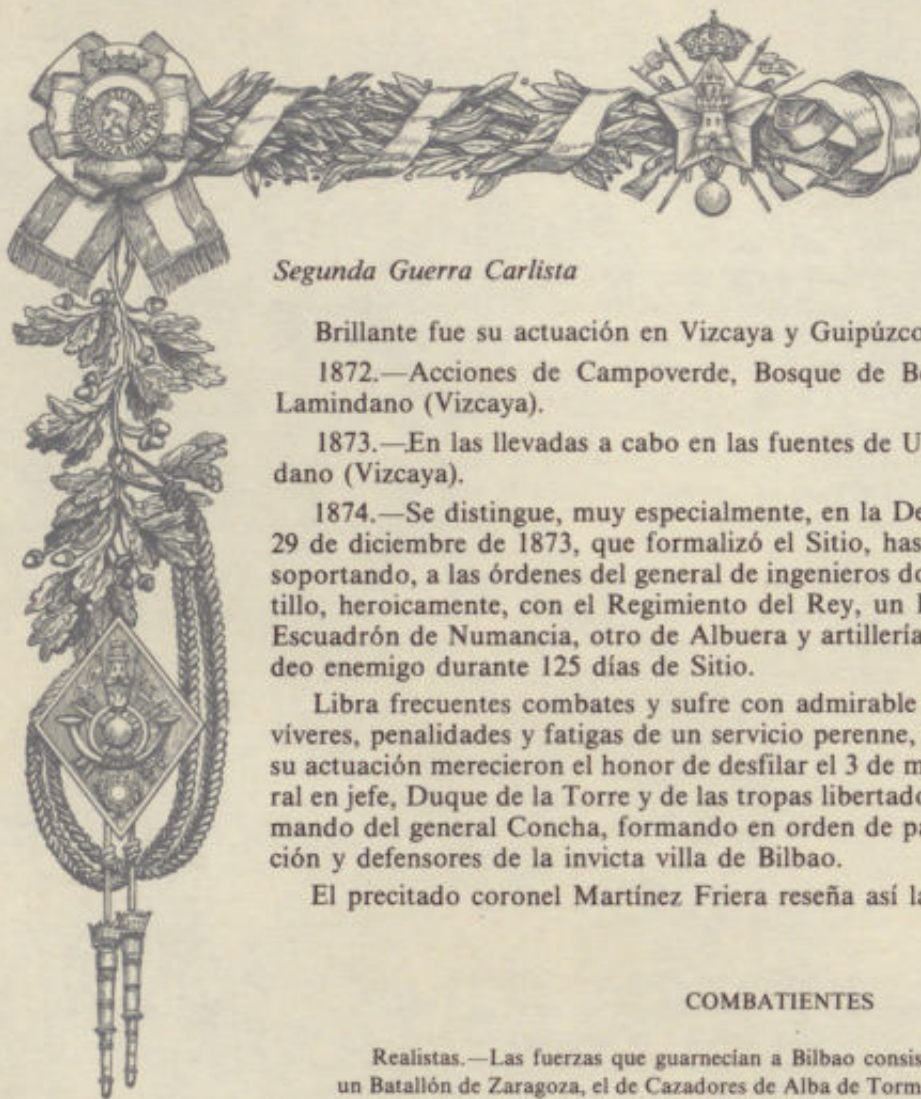 Segunda Guerra Carlista
Brillante fue su actuación en Vizcaya y Guipúzco
1872.—Acciones de Campoverde, Bosque de B
Lamindano (Vizcaya).
1873.—En las llevadas a cabo en las fuentes de U
dano (Vizcaya).
1874.—Se distingue, muy especialmente, en la De
29 de diciembre de 1873, que formalizó el Sitio, has
soportando, a las órdenes del general de ingenieros do
tillo, heroicamente, con el Regimiento del Rey, un
Escuadrón de Numancia, otro de Albuera y artillería
deo enemigo durante 125 días de Sitio.
Libra frecuentes combates y sufre con admirable
víveres, penalidades y fatigas de un servicio perenne,
su actuación merecieron el honor de desfilar el 3 de m
ral en jefe, Duque de la Torre y de las tropas libertado
mando del general Concha, formando en orden de pa
ción y defensores de la invicta villa de Bilbao.
El precitado coronel Martínez Friera reseña así la
COMBATIENTES
Realistas.—Las fuerzas que guarnecían a Bilbao consis
un Batallón de Zaragoza, el de Cazadores de Alba de Torm